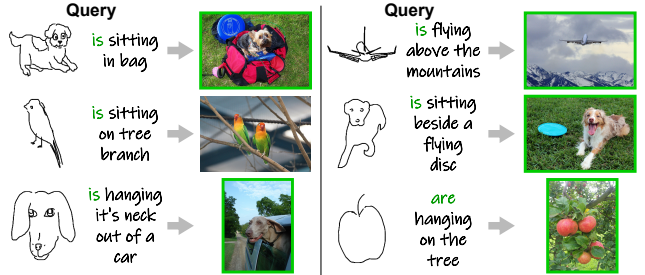 Query
is sitting
in bag
is sitting
on tree
branch
is hanging
it's neck
out of a
car
Query
is flying
above the
mountains
is sitting
beside a
flying
disc
are
hanging
on the
tree